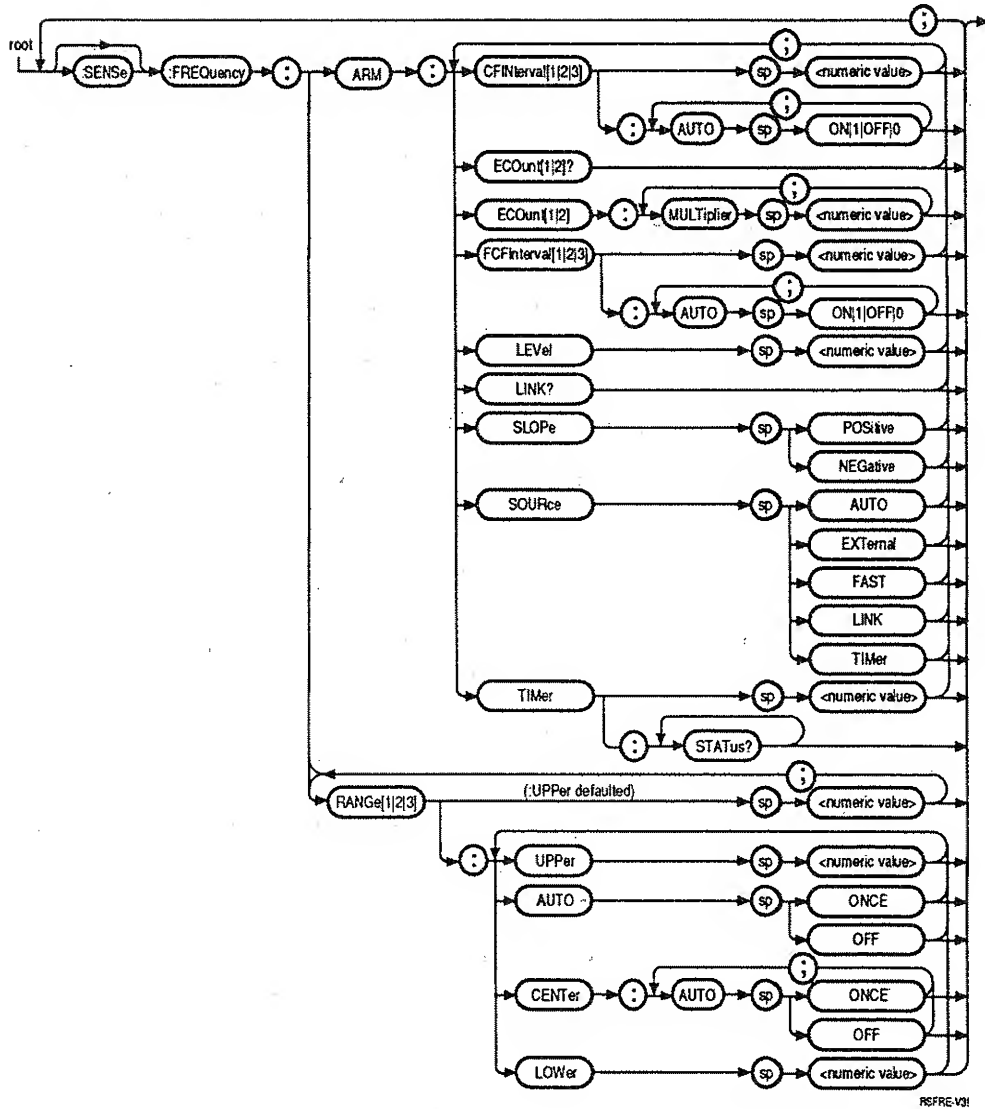 ;
root
:SENSe :FREQuency : ARM : CFINterval[1|2|3] sp <numeric value> ;
: AUTO sp ON|1|OFF|0 ;
ECOunt[1|2]?
ECOunt[1|2] : MULTiplier sp <numeric value> ;
FCFInterval[1|2|3] sp <numeric value>
: AUTO sp ON|1|OFF|0 ;
LEVel sp <numeric value>
LINK?
SLOPe sp POSitive
NEGative
SOURce sp AUTO
EXTernal
FAST
LINK
TIMer
TIMer sp <numeric value>
: STATus?
;
RANGe[1|2|3] (:UPPer defaulted) sp <numeric value>
: UPPer sp <numeric value>
AUTO sp ONCE
OFF
;
CENTer : AUTO sp ONCE
OFF
LOWer sp <numeric value>